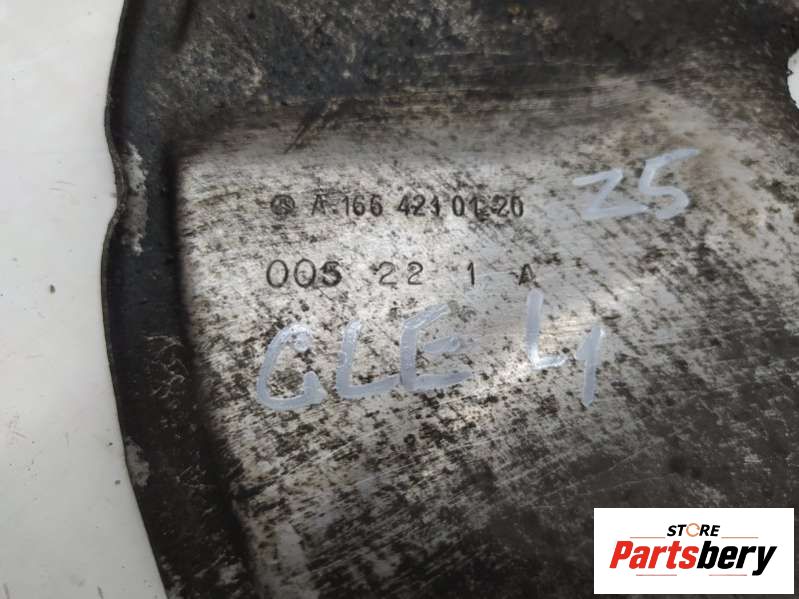 A 166 421 01 20
Z5
005 22 1 A
GLE L1
STORE
Partsbery